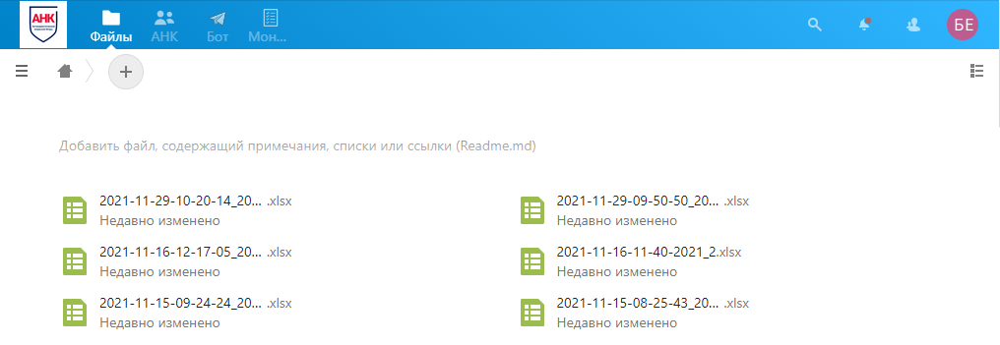 АНК
Файлы
АНК
Бот
Мон...
БЕ
Добавить файл, содержащий примечания, списки или ссылки (Readme.md)
2021-11-29-10-20-14_20... .xlsx
Недавно изменено
2021-11-29-09-50-50_20... .xlsx
Недавно изменено
2021-11-16-12-17-05_20... .xlsx
Недавно изменено
2021-11-16-11-40-2021_2.xlsx
Недавно изменено
2021-11-15-09-24-24_20... .xlsx
Недавно изменено
2021-11-15-08-25-43_20... .xlsx
Недавно изменено